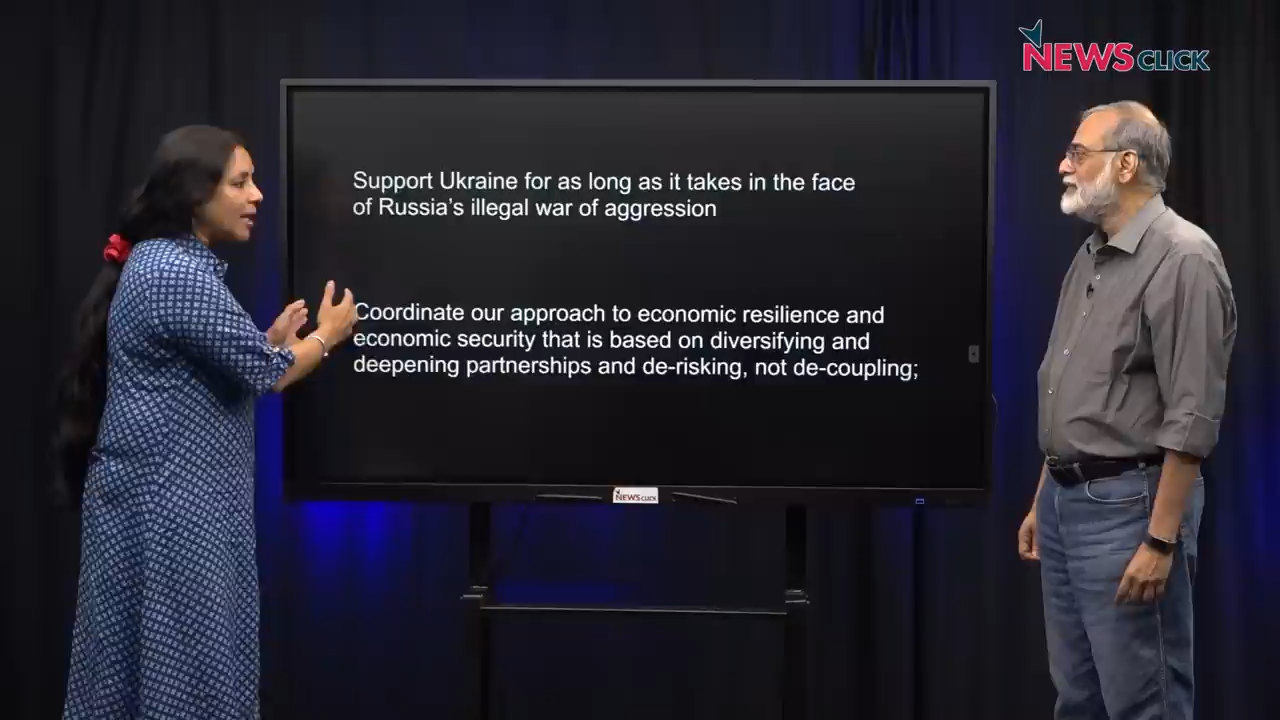 NEWSCLICK
Support Ukraine for as long as it takes in the face
of Russia's illegal war of aggression
Coordinate our approach to economic resilience and
economic security that is based on diversifying and
deepening partnerships and de-risking, not de-coupling;
NEWSCLICK